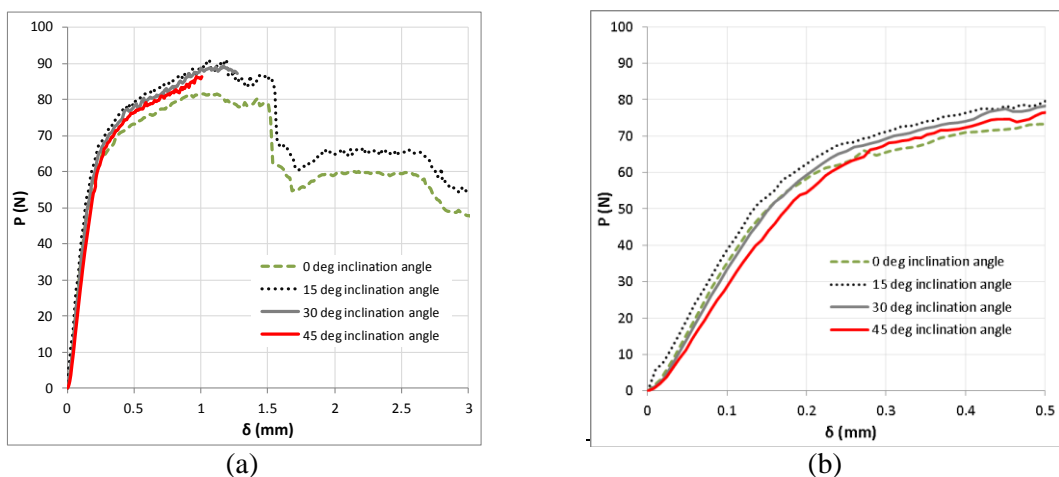 100
90
80
70
60
50
40
30
20
10
0
P (N)
0 deg inclination angle
15 deg inclination angle
30 deg inclination angle
45 deg inclination angle
0 0.5 1 1.5 2 2.5 3
δ (mm)
(a)
100
90
80
70
60
50
40
30
20
10
0
P (N)
0 deg inclination angle
15 deg inclination angle
30 deg inclination angle
45 deg inclination angle
0 0.1 0.2 0.3 0.4 0.5
δ (mm)
(b)